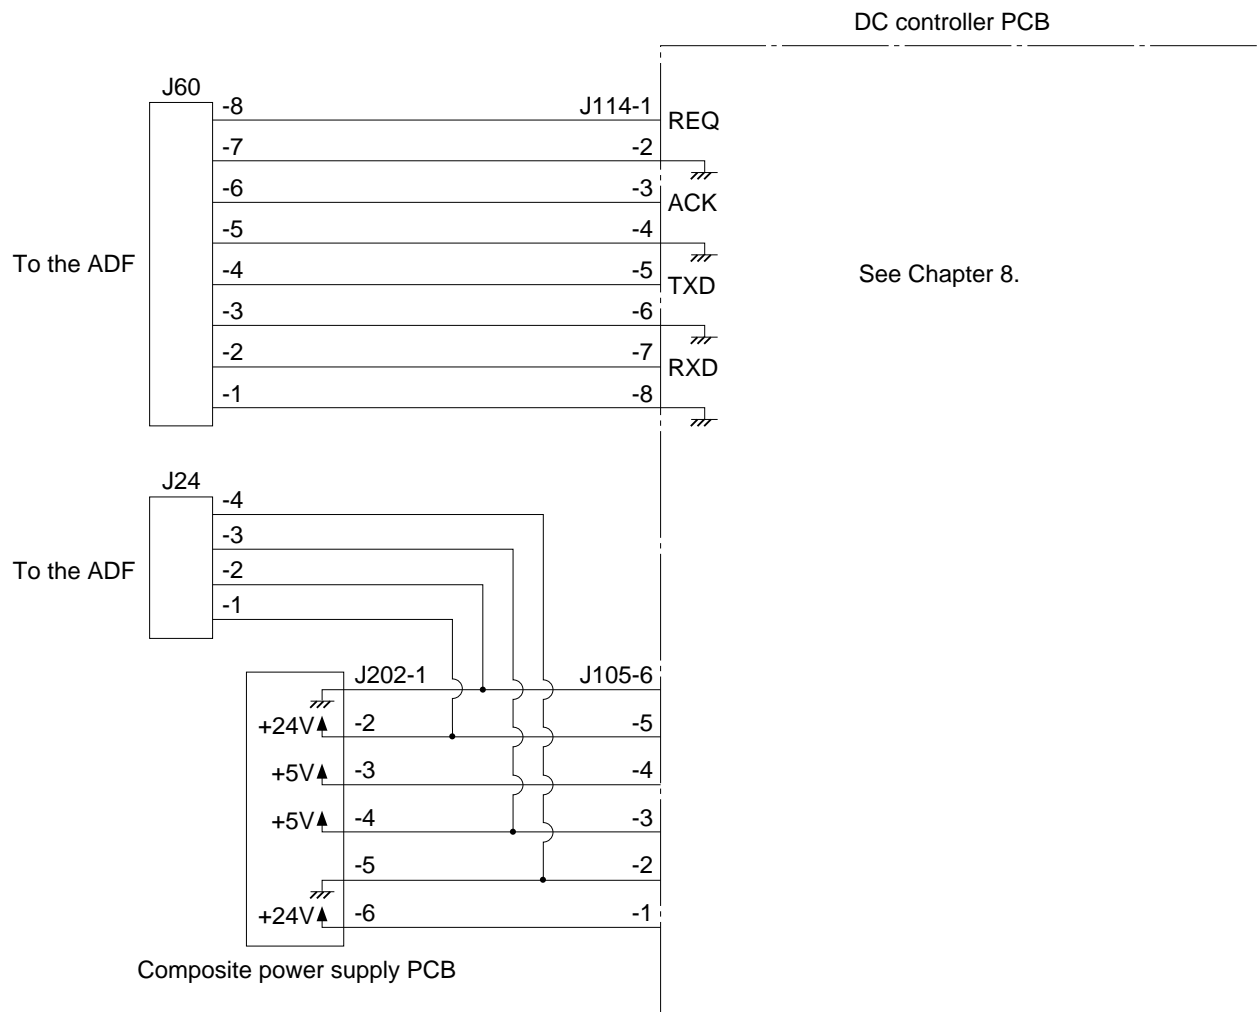 DC controller PCB
J60
-8 J114-1 REQ
-7 -2
-6 -3 ACK
-5 -4
To the ADF
-4 -5 TXD
See Chapter 8.
-3 -6
-2 -7 RXD
-1 -8
J24
-4
-3
To the ADF
-2
-1
J202-1 J105-6
+24V -2 -5
+5V -3 -4
+5V -4 -3
-5 -2
+24V -6 -1
Composite power supply PCB